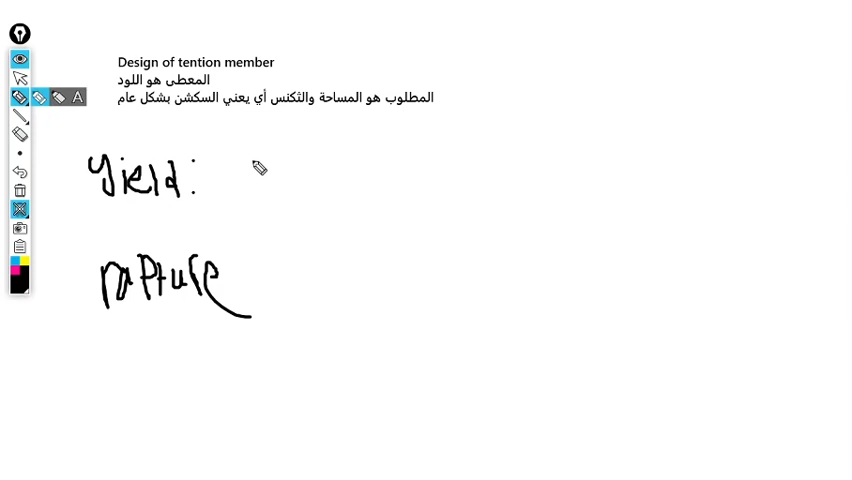 Design of tention member
المعطى هو اللود
المطلوب هو المساحة والثكنس أي يعني السكشن بشكل عام
yield:
rapture
A